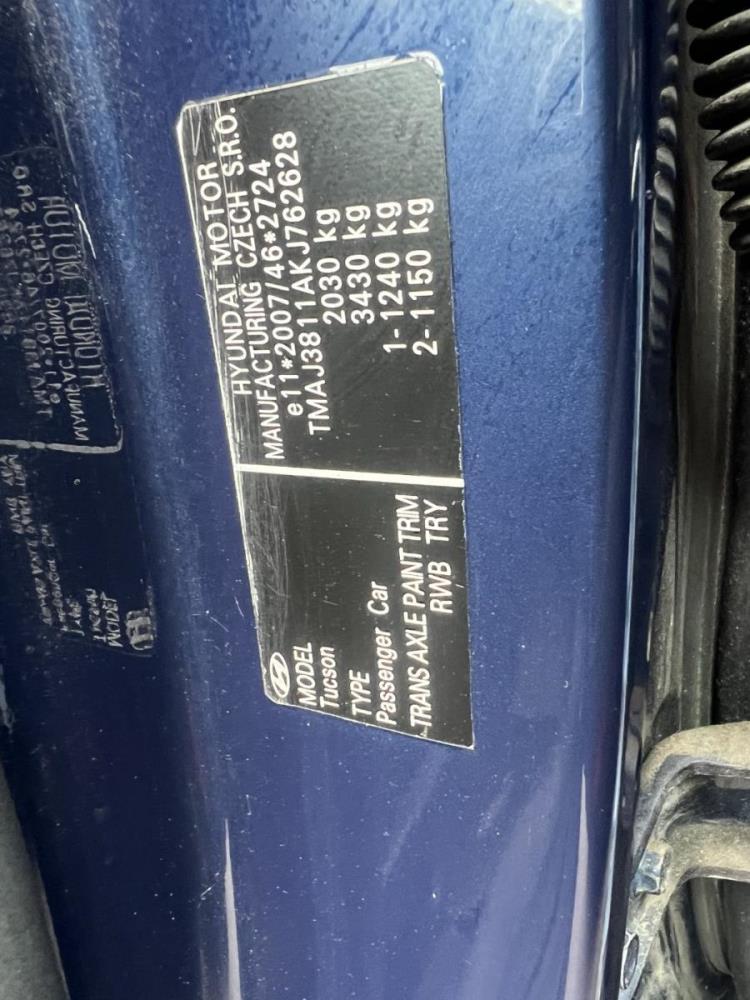 HYUNDAI MOTOR
MANUFACTURING CZECH S.R.O.
e11*2007/46*2724
TMAJ3811AKJ762628
2030 kg
3430 kg
1-1240 kg
2-1150 kg
MODEL
Tucson
TYPE
Passenger Car
TRANS AXLE PAINT TRIM
RWB TRY